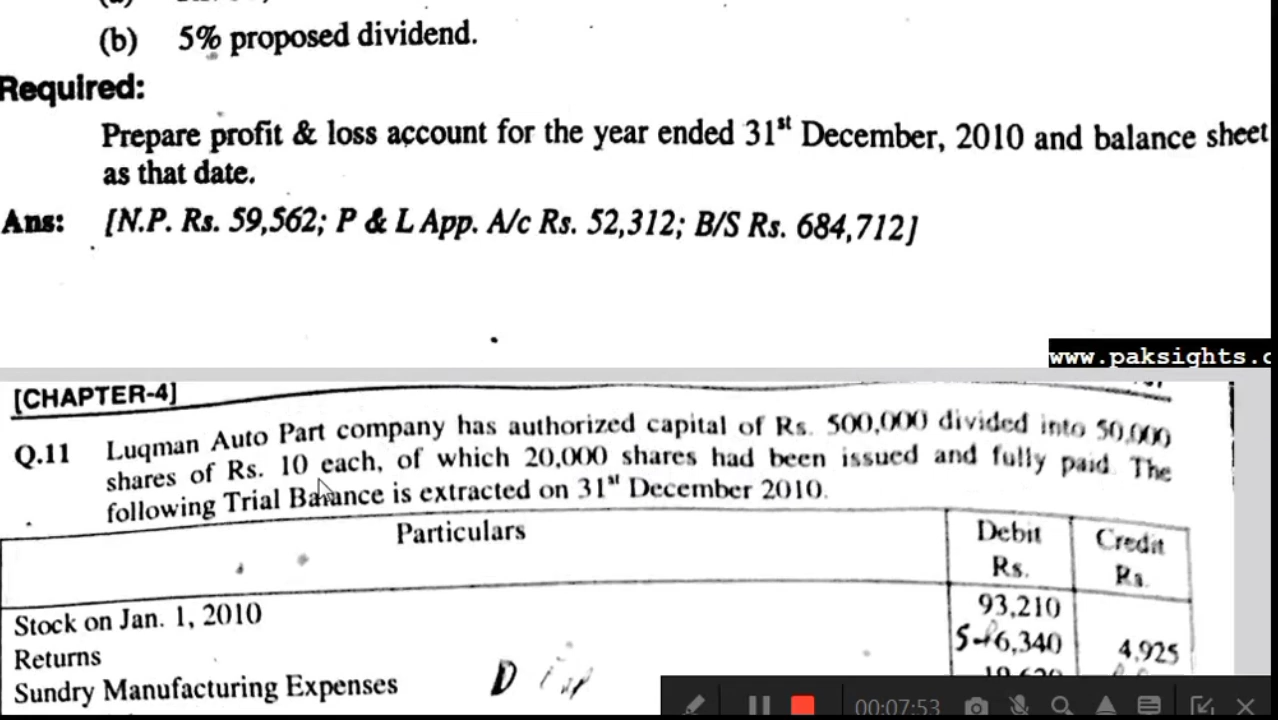 (b) 5% proposed dividend.
Required:
Prepare profit & loss account for the year ended 31st December, 2010 and balance sheet
as that date.
Ans: [N.P. Rs. 59,562; P & L App. A/c Rs. 52,312; B/S Rs. 684,712]
www.paksights.c
[CHAPTER-4]
Q.11 Luqman Auto Part company has authorized capital of Rs. 500,000 divided into 50,000
shares of Rs. 10 each, of which 20,000 shares had been issued and fully paid. The
following Trial Balance is extracted on 31st December 2010.
Particulars Debit Credit
Rs. Rs.
Stock on Jan. 1, 2010 93,210
Returns 6,340 4,925
Sundry Manufacturing Expenses
00:07:53